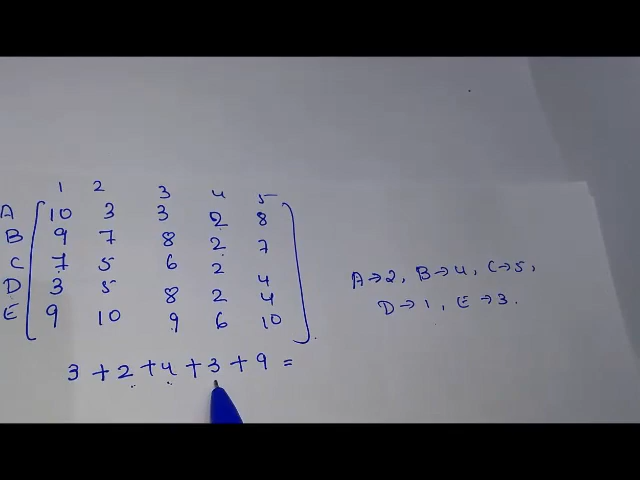 1 2 3 4 5
A 10 3 3 2 8
B 9 7 8 2 7
C 7 5 6 2 4
D 3 5 8 2 4
E 9 10 9 6 10
A→2, B→4, C→5,
D→1, E→3.
3 + 2 + 4 + 3 + 9 =